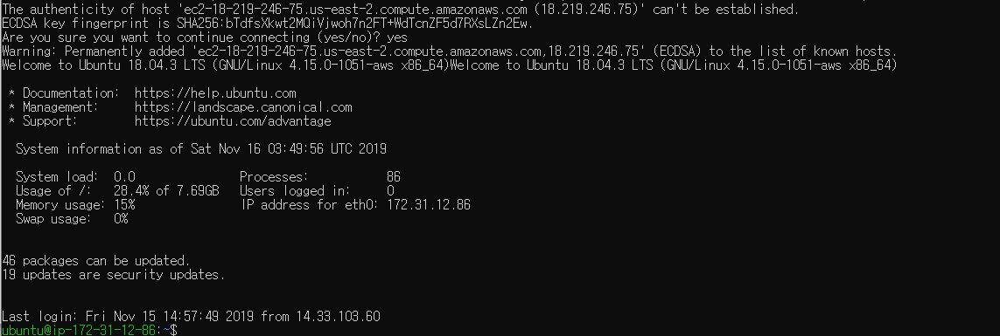 The authenticity of host 'ec2-18-219-246-75.us-east-2.compute.amazonaws.com (18.219.246.75)' can't be established.
ECDSA key fingerprint is SHA256:bTdfsXkwt2MQiVjwoh7n2FT+WdTcnZF5d7RXsLZn2Ew.
Are you sure you want to continue connecting (yes/no)? yes
Warning: Permanently added 'ec2-18-219-246-75.us-east-2.compute.amazonaws.com,18.219.246.75' (ECDSA) to the list of known hosts.
Welcome to Ubuntu 18.04.3 LTS (GNU/Linux 4.15.0-1051-aws x86_64)Welcome to Ubuntu 18.04.3 LTS (GNU/Linux 4.15.0-1051-aws x86_64)
* Documentation: https://help.ubuntu.com
* Management: https://landscape.canonical.com
* Support: https://ubuntu.com/advantage
System information as of Sat Nov 16 03:49:56 UTC 2019
System load: 0.0 Processes: 86
Usage of /: 28.4% of 7.69GB Users logged in: 0
Memory usage: 15% IP address for eth0: 172.31.12.86
Swap usage: 0%
46 packages can be updated.
19 updates are security updates.
Last login: Fri Nov 15 14:57:49 2019 from 14.33.103.60
ubuntu@ip-172-31-12-86:~$